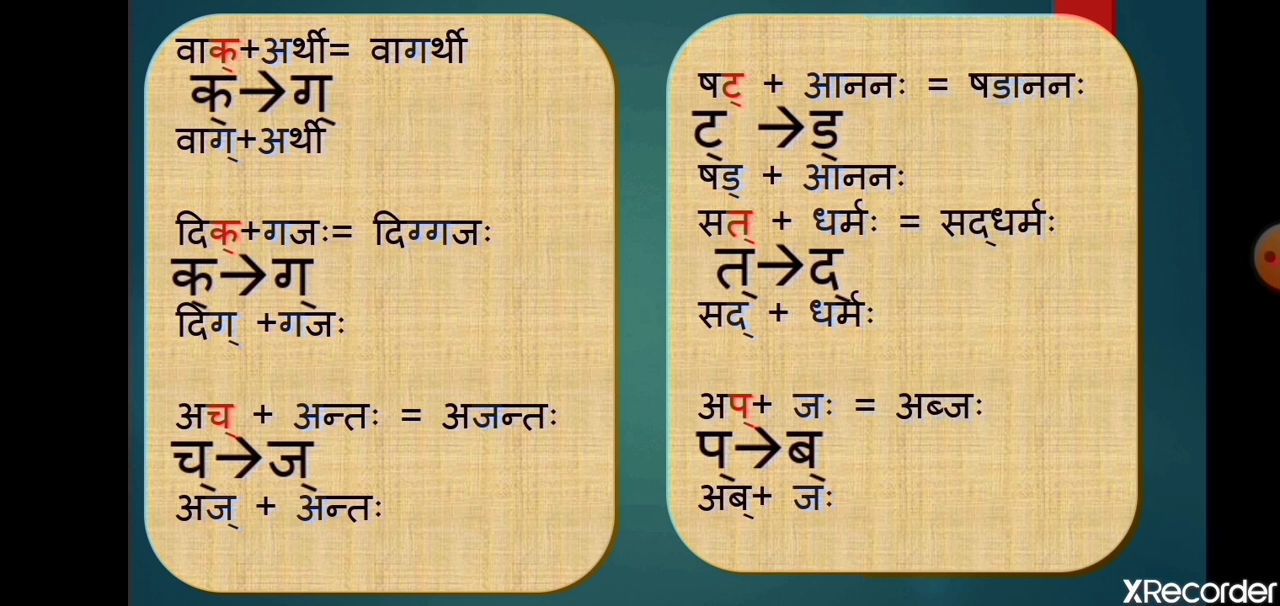 वाक्+अर्थी= वागर्थी
क्→ग्
वाग्+अर्थी
दिक्+गजः= दिग्गजः
क्→ग्
दिग् +गजः
अच् + अन्तः = अजन्तः
च्→ज्
अज् + अन्तः
षट् + आननः = षडाननः
ट् →ड्
षड् + आननः
सत् + धर्मः = सद्‌धर्मः
त्→द्
सद् + धर्मः
अप्+ जः = अब्जः
प्→ब्
अब्+ जः
XRecorder